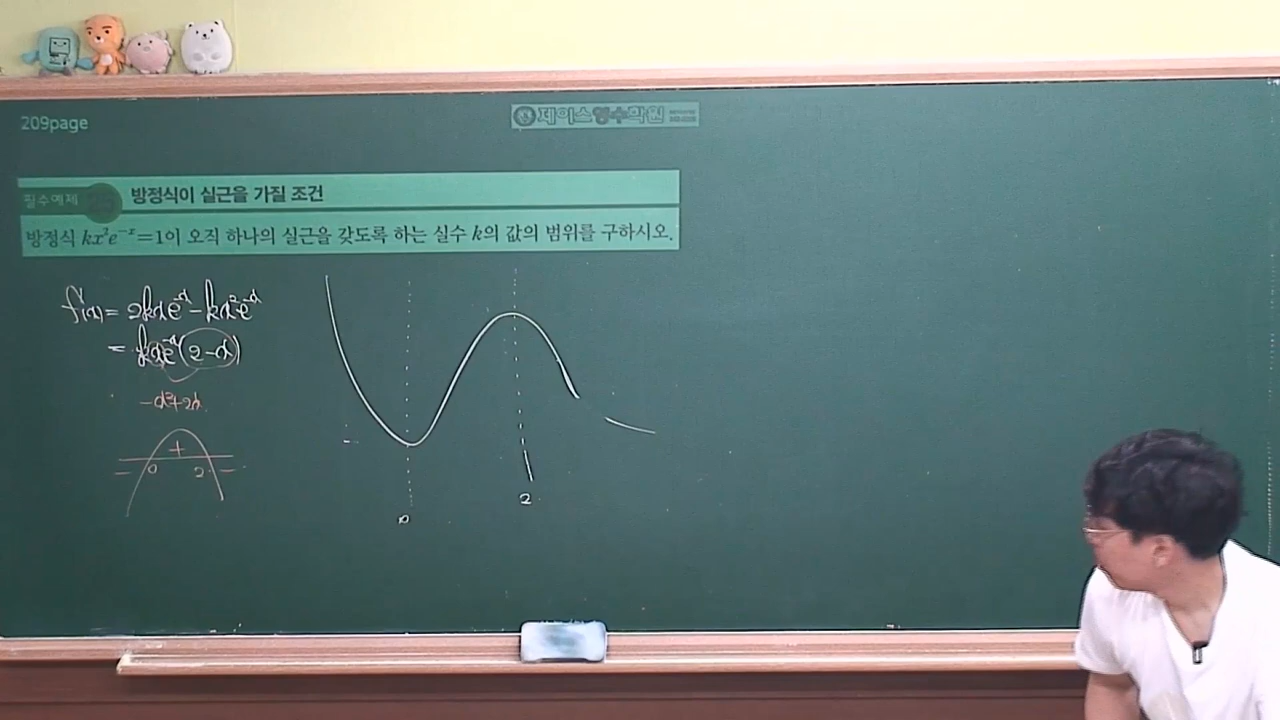 209page
제이스영수학원
필수예제
방정식이 실근을 가질 조건
방정식 kx²e⁻ˣ=1이 오직 하나의 실근을 갖도록 하는 실수 k의 값의 범위를 구하시오.
f'(x) = 2kxe⁻ˣ - kx²e⁻ˣ
= kxe⁻ˣ(2-x)
-x²+2x
+
- 0 2 -
0
2